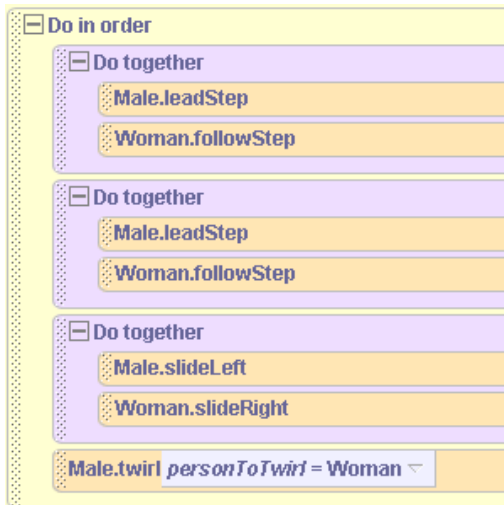 Do in order
Do together
Male.leadStep
Woman.followStep
Do together
Male.leadStep
Woman.followStep
Do together
Male.slideLeft
Woman.slideRight
Male.twirl personToTwirl = Woman